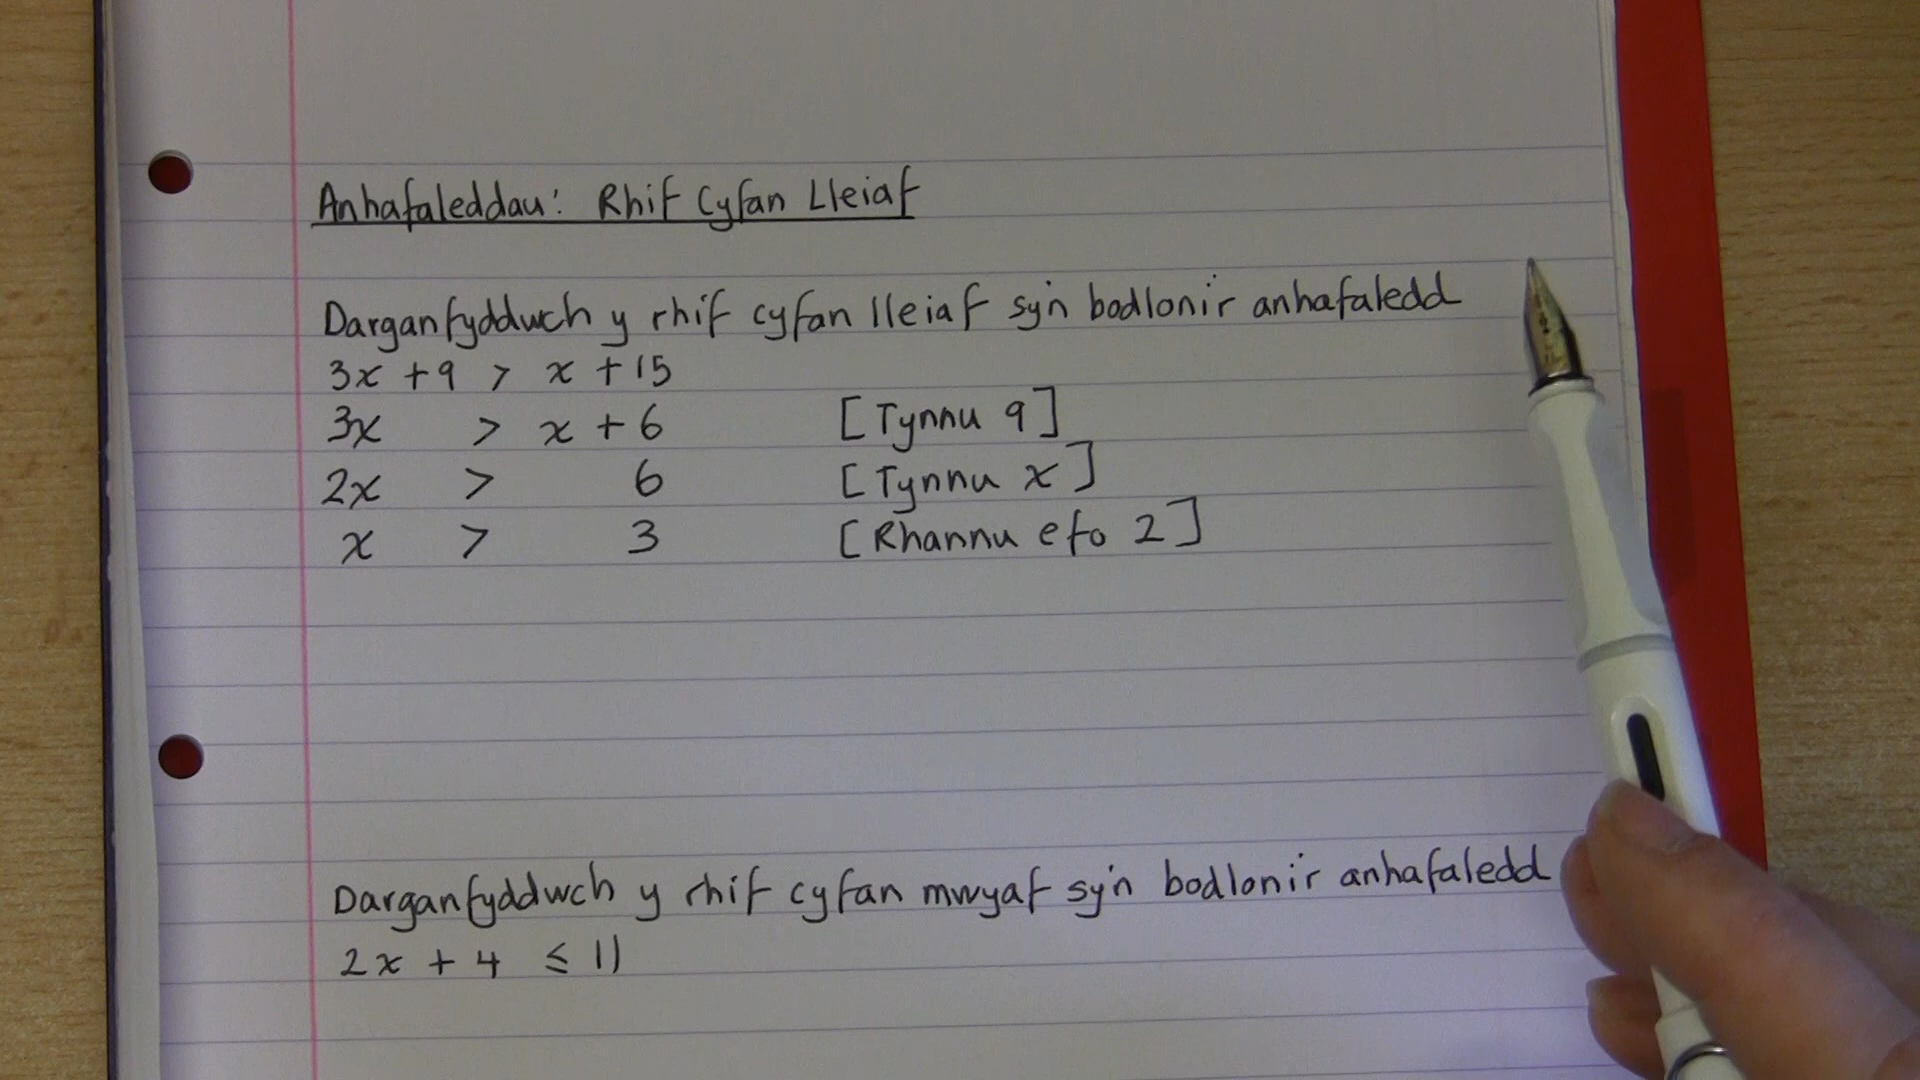 Anhafaleddau: Rhif Cyfan Lleiaf
Darganfyddwch y rhif cyfan lleiaf sy'n bodloni'r anhafaledd
3x + 9 > x + 15
3x > x + 6 [Tynnu 9]
2x > 6 [Tynnu x]
x > 3 [Rhannu efo 2]
Darganfyddwch y rhif cyfan mwyaf sy'n bodloni'r anhafaledd
2x + 4 ≤ 11